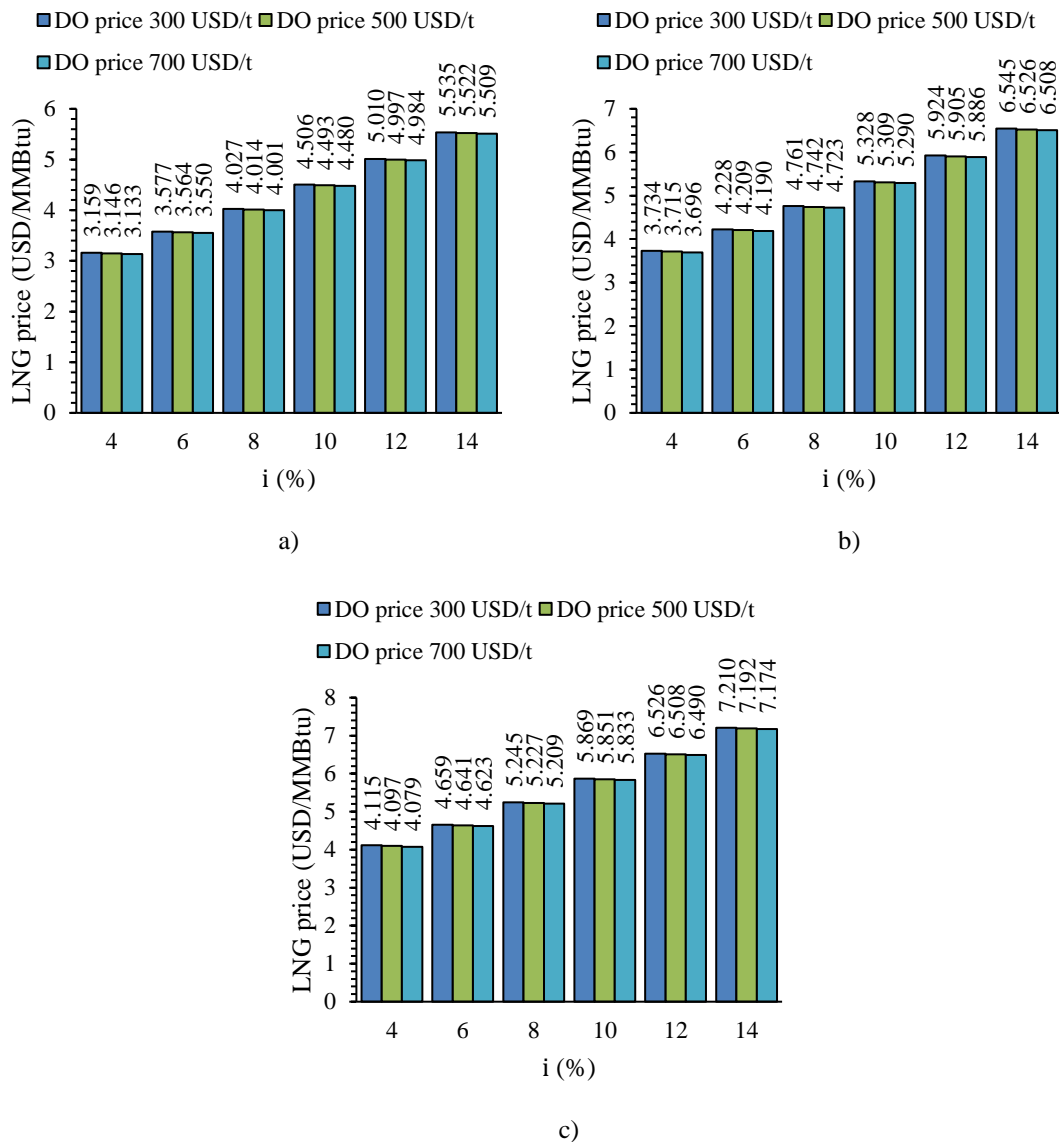 DO price 300 USD/t DO price 500 USD/t
DO price 700 USD/t
3.159 3.146 3.133 3.577 3.564 3.550 4.027 4.014 4.001 4.506 4.493 4.480 5.010 4.997 4.984 5.535 5.522 5.509
LNG price (USD/MMBtu)
6
5
4
3
2
1
0
4 6 8 10 12 14
i (%)
a)
DO price 300 USD/t DO price 500 USD/t
DO price 700 USD/t
3.734 3.715 3.696 4.228 4.209 4.190 4.761 4.742 4.723 5.328 5.309 5.290 5.924 5.905 5.886 6.545 6.526 6.508
LNG price (USD/MMBtu)
7
6
5
4
3
2
1
0
4 6 8 10 12 14
i (%)
b)
DO price 300 USD/t DO price 500 USD/t
DO price 700 USD/t
4.115 4.097 4.079 4.659 4.641 4.623 5.245 5.227 5.209 5.869 5.851 5.833 6.526 6.508 6.490 7.210 7.192 7.174
LNG price (USD/MMBtu)
8
7
6
5
4
3
2
1
0
4 6 8 10 12 14
i (%)
c)